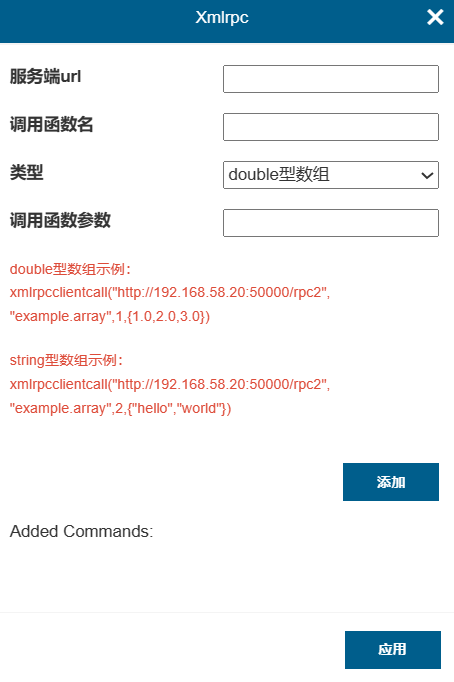 Xmlrpc
服务端url
调用函数名
类型
double型数组
调用函数参数
double型数组示例：
xmlrpcclientcall("http://192.168.58.20:50000/rpc2",
"example.array",1,{1.0,2.0,3.0})
string型数组示例：
xmlrpcclientcall("http://192.168.58.20:50000/rpc2",
"example.array",2,{"hello","world"})
添加
Added Commands:
应用